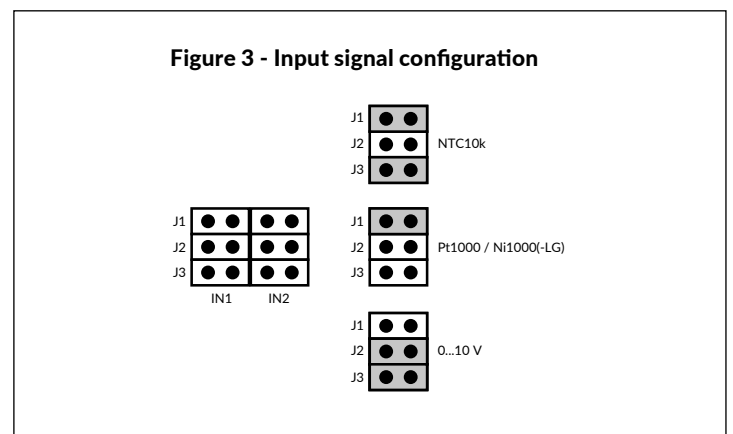 Figure 3 - Input signal configuration
J1
J2 NTC10k
J3
J1
J2
J3
IN1 IN2
J1
J2 Pt1000 / Ni1000(-LG)
J3
J1
J2 0...10 V
J3